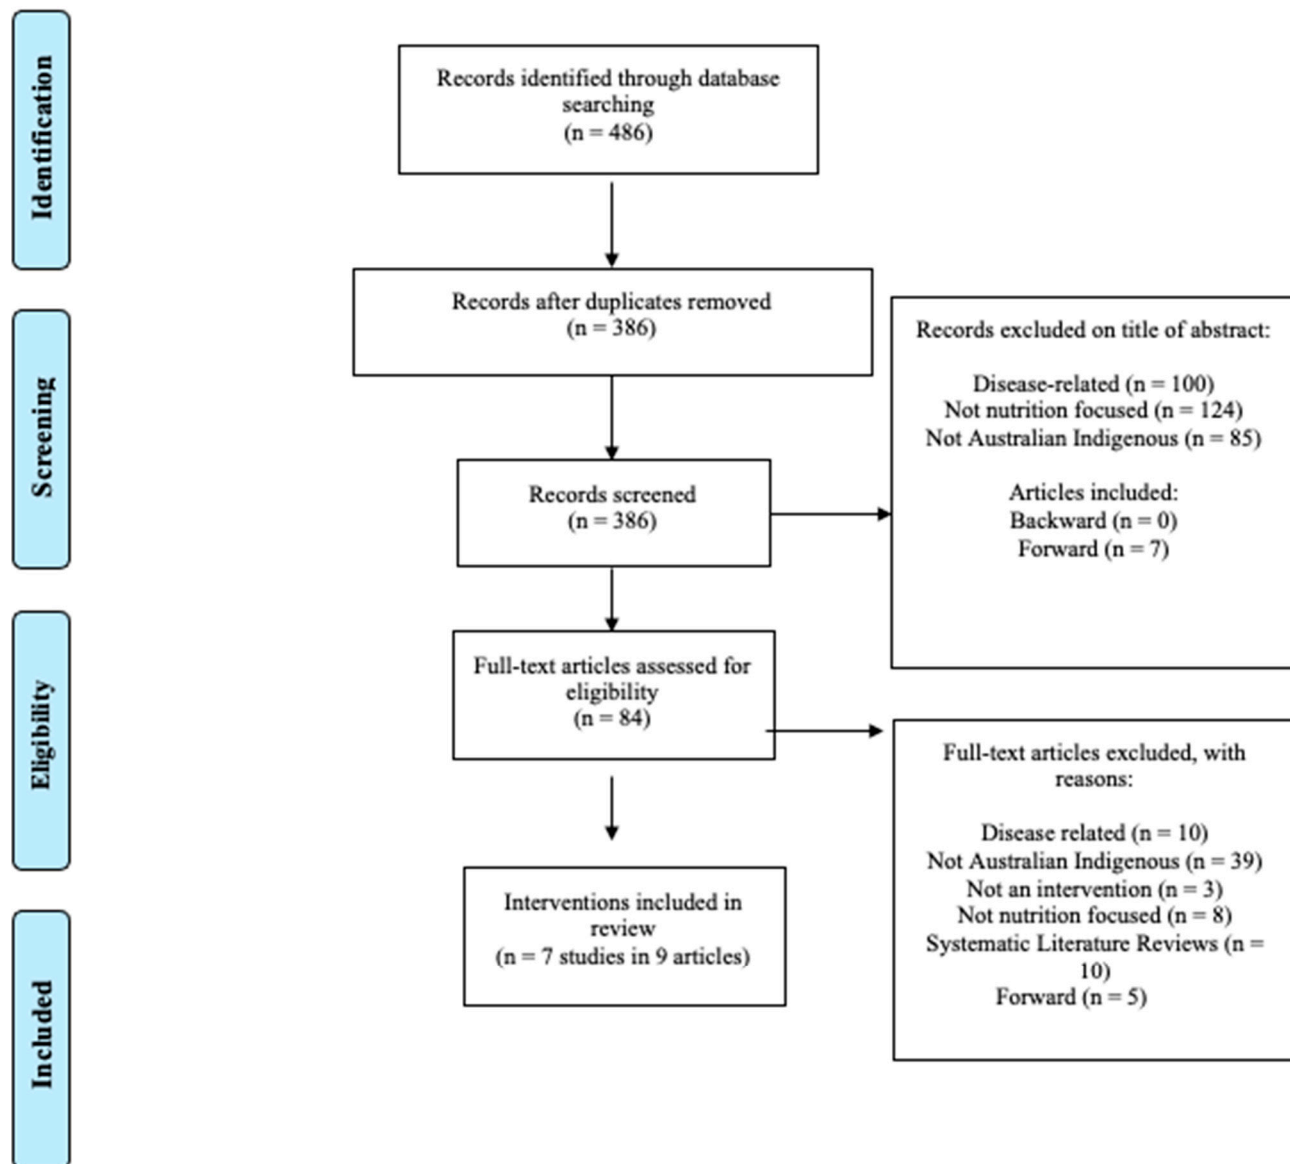 Identification
Records identified through database
searching
(n = 486)
Records after duplicates removed
(n = 386)
Screening
Records screened
(n = 386)
Records excluded on title of abstract:
Disease-related (n = 100)
Not nutrition focused (n = 124)
Not Australian Indigenous (n = 85)
Articles included:
Backward (n = 0)
Forward (n = 7)
Eligibility
Full-text articles assessed for
eligibility
(n = 84)
Full-text articles excluded, with
reasons:
Disease related (n = 10)
Not Australian Indigenous (n = 39)
Not an intervention (n = 3)
Not nutrition focused (n = 8)
Systematic Literature Reviews (n =
10)
Forward (n = 5)
Included
Interventions included in
review
(n = 7 studies in 9 articles)